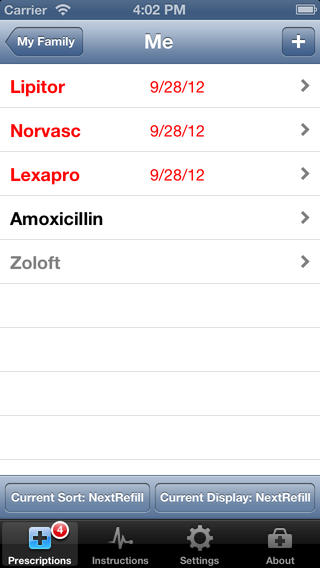 Carrier 4:02 PM
My Family Me +
Lipitor 9/28/12
Norvasc 9/28/12
Lexapro 9/28/12
Amoxicillin
Zoloft
Current Sort: NextRefill Current Display: NextRefill
4
Prescriptions Instructions Settings About